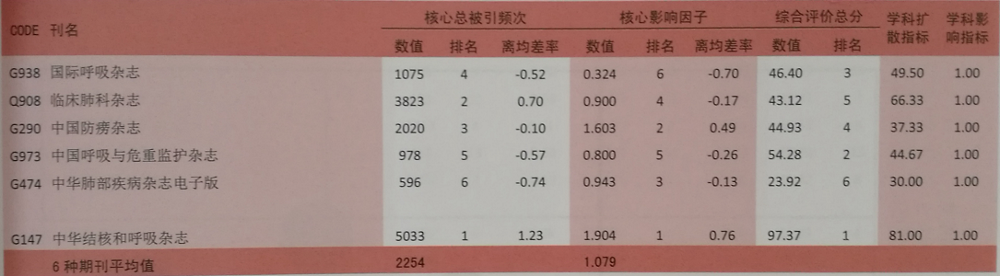 核心总被引频次 核心影响因子 综合评价总分 学科扩散指标 学科影响指标
CODE 刊名 数值 排名 离均差率 数值 排名 离均差率 数值 排名
G938 国际呼吸杂志 1075 4 -0.52 0.324 6 -0.70 46.40 3 49.50 1.00
Q908 临床肺科杂志 3823 2 0.70 0.900 4 -0.17 43.12 5 66.33 1.00
G290 中国防痨杂志 2020 3 -0.10 1.603 2 0.49 44.93 4 37.33 1.00
G973 中国呼吸与危重监护杂志 978 5 -0.57 0.800 5 -0.26 54.28 2 44.67 1.00
G474 中华肺部疾病杂志电子版 596 6 -0.74 0.943 3 -0.13 23.92 6 30.00 1.00
G147 中华结核和呼吸杂志 5033 1 1.23 1.904 1 0.76 97.37 1 81.00 1.00
6 种期刊平均值 2254 1.079